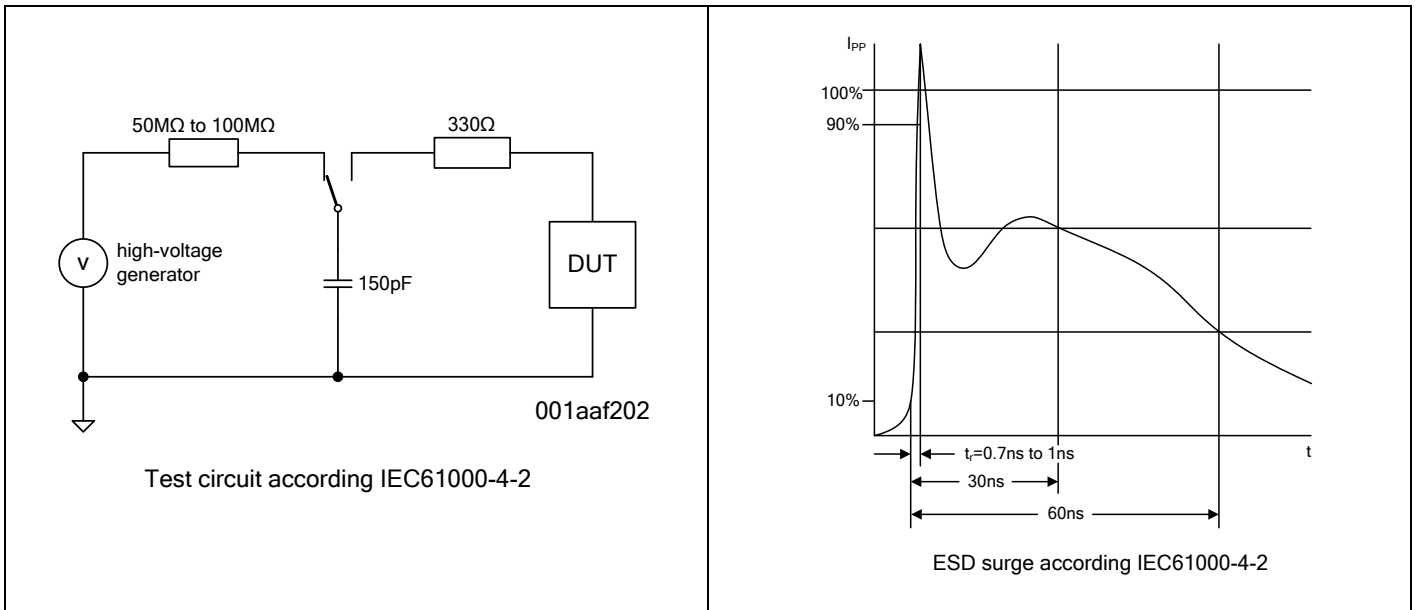 50MΩ to 100MΩ
330Ω
V
high-voltage
generator
150pF
DUT
001aaf202
Test circuit according IEC61000-4-2
IPP
100%
90%
10%
t
tr=0.7ns to 1ns
30ns
60ns
ESD surge according IEC61000-4-2